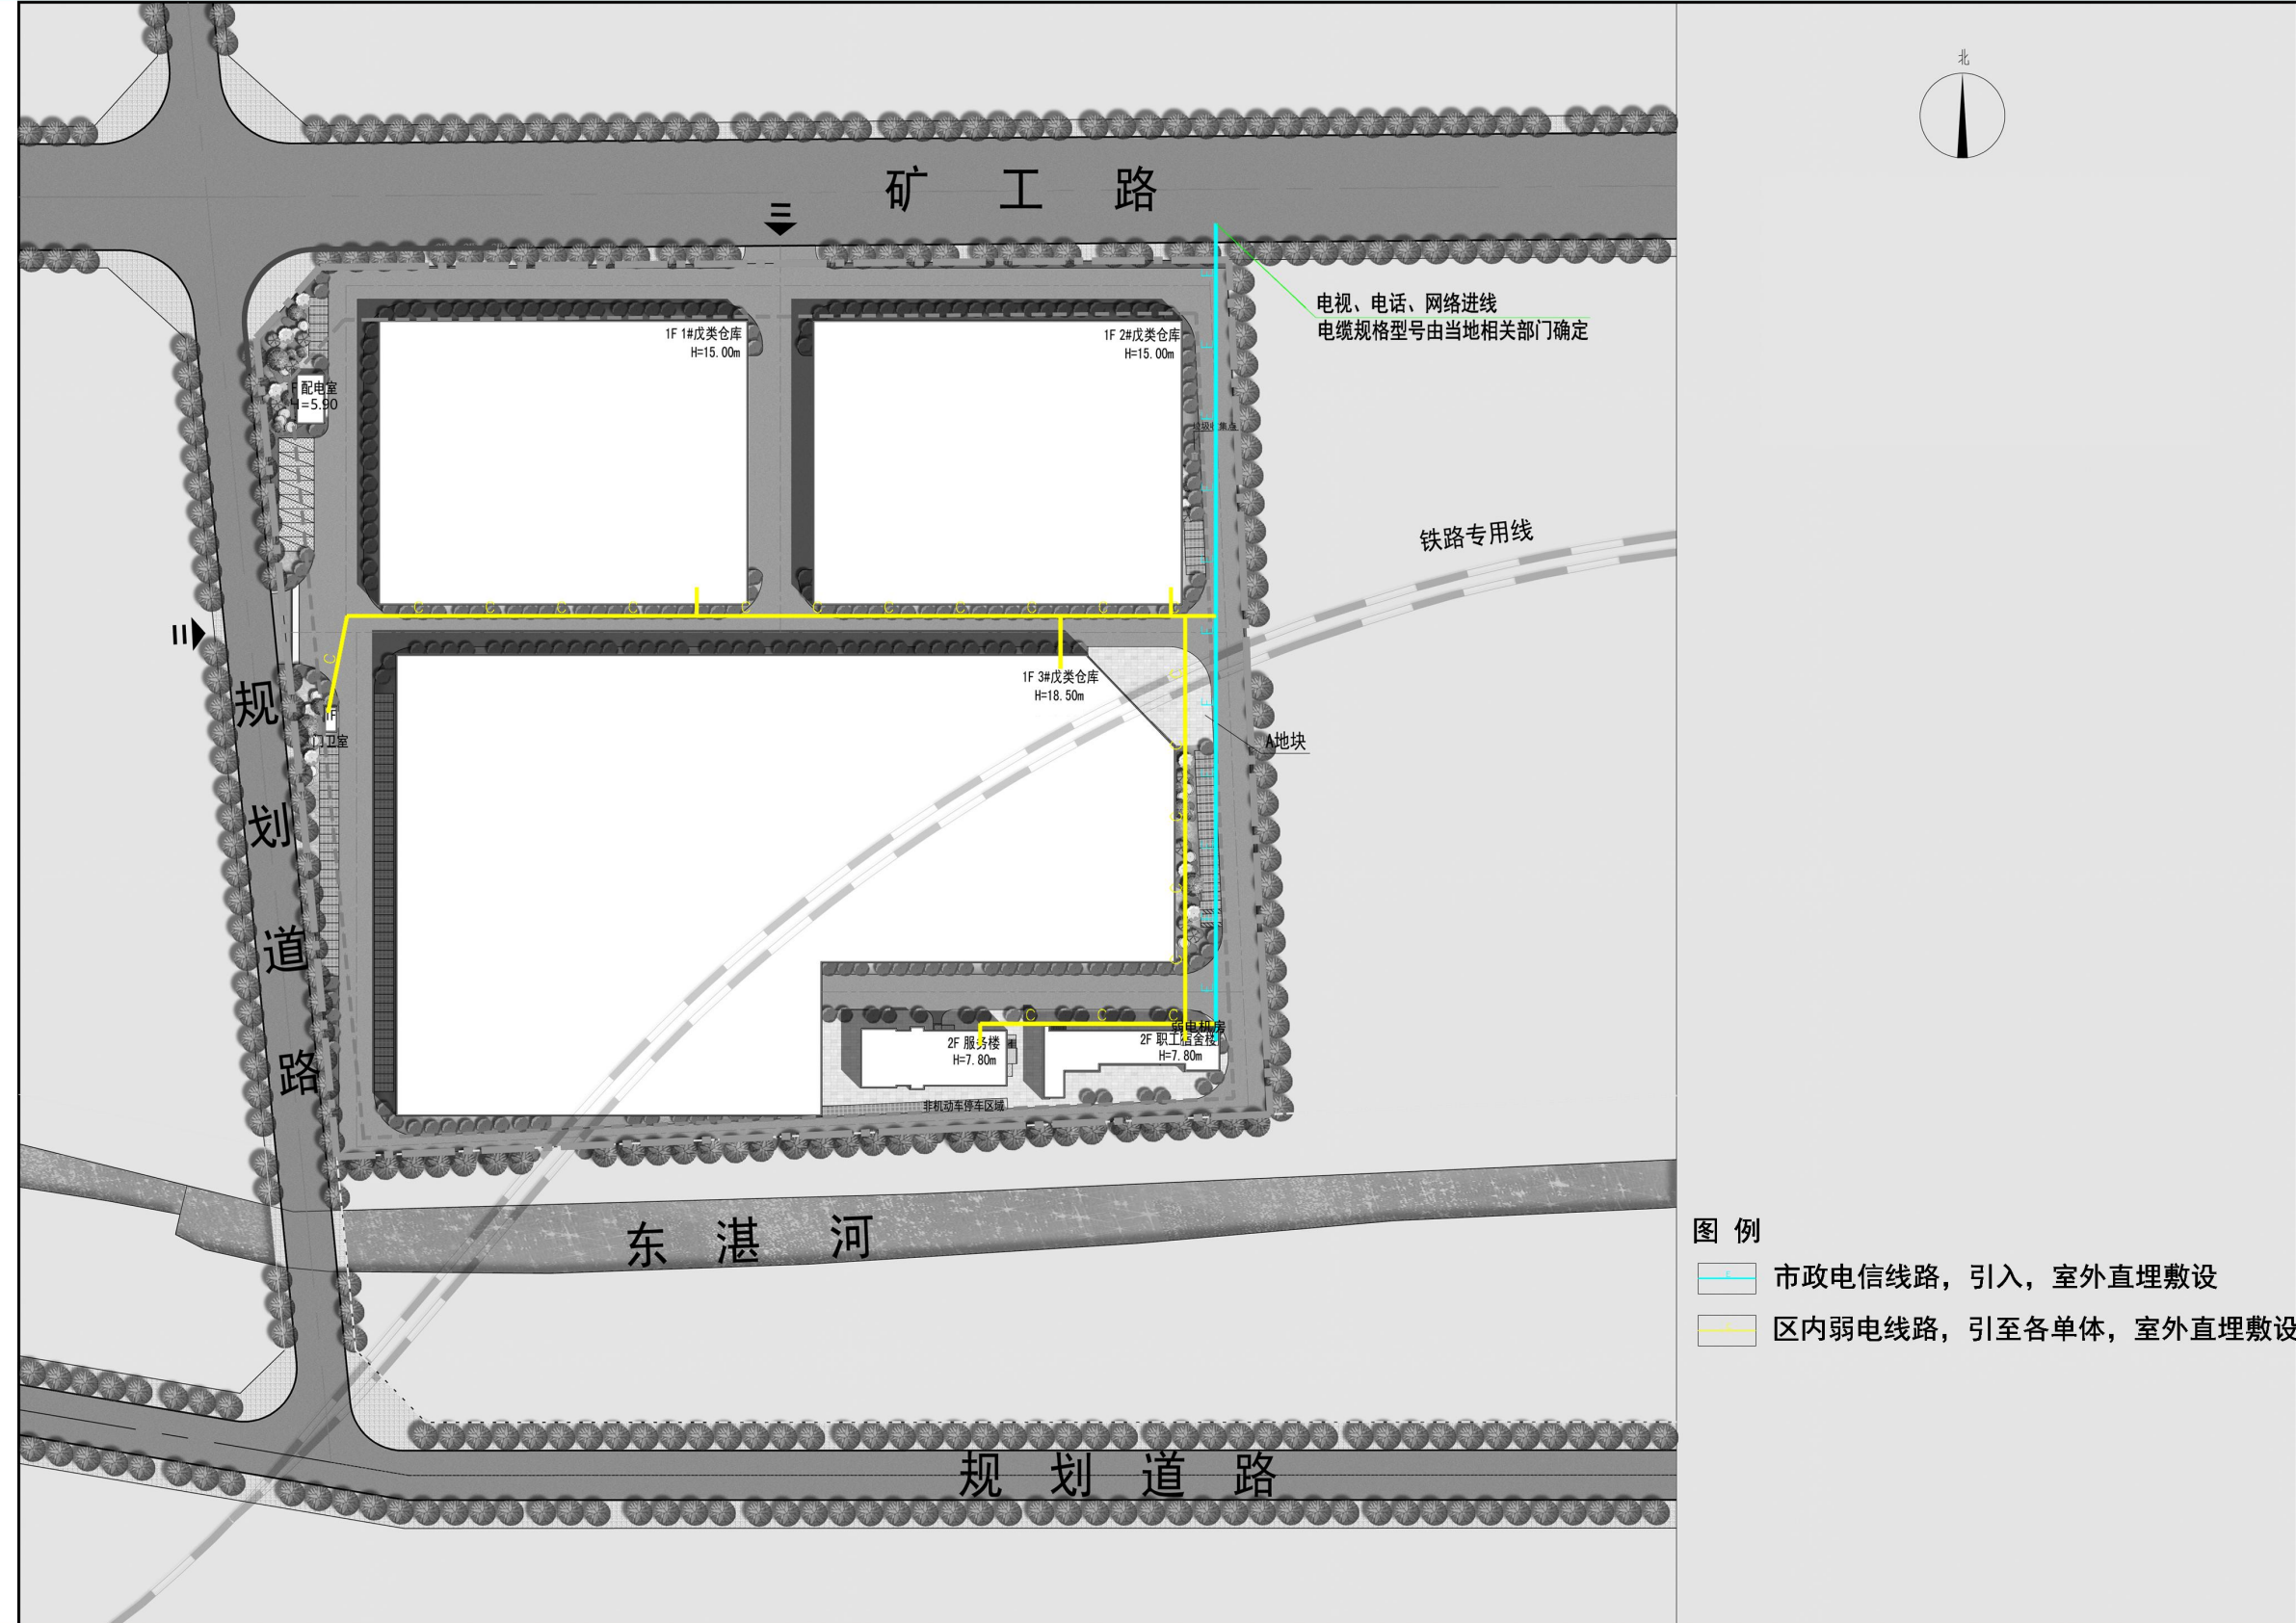 北
矿工路
电视、电话、网络进线
电缆规格型号由当地相关部门确定
1F 1#戊类仓库
H=15.00m
1F 2#戊类仓库
H=15.00m
配电室
H=5.90
垃圾收集点
铁路专用线
1F 3#戊类仓库
H=18.50m
A地块
1F
门卫室
规划道路
弱电机房
2F 服务楼
H=7.80m
2F 职工宿舍楼
H=7.80m
非机动车停车区域
东湛河
图 例
市政电信线路，引入，室外直埋敷设
区内弱电线路，引至各单体，室外直埋敷设
规划道路